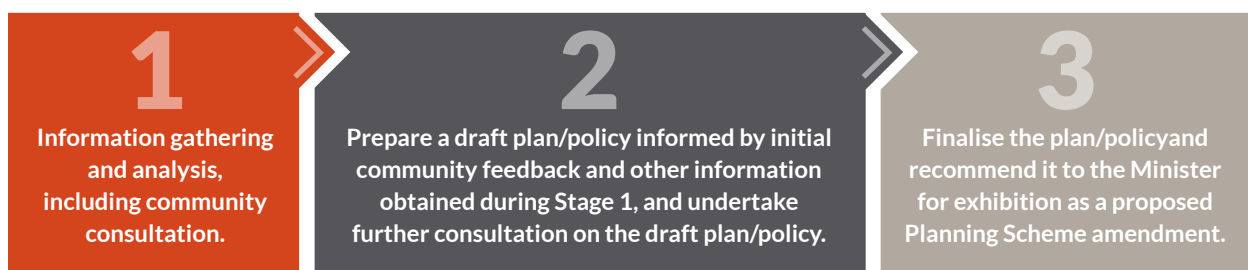 1
Information gathering
and analysis,
including community
consultation.
2
Prepare a draft plan/policy informed by initial
community feedback and other information
obtained during Stage 1, and undertake
further consultation on the draft plan/policy.
3
Finalise the plan/policyand
recommend it to the Minister
for exhibition as a proposed
Planning Scheme amendment.